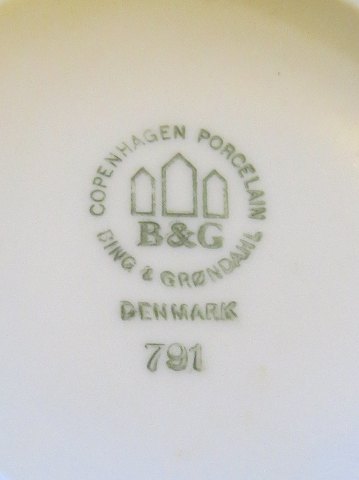 COPENHAGEN PORCELAIN
B&G
BING & GRØNDAHL
DENMARK
791